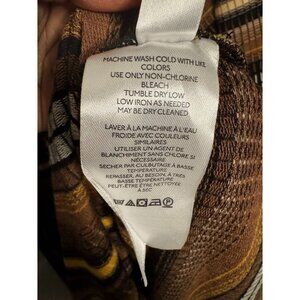 MACHINE WASH COLD WITH LIKE
COLORS
USE ONLY NON-CHLORINE
BLEACH
TUMBLE DRY LOW
LOW IRON AS NEEDED
MAY BE DRY CLEANED
LAVER À LA MACHINE À L'EAU
FROIDE AVEC COULEURS
SIMILAIRES
UTILISER UN AGENT DE
BLANCHIMENT SANS CHLORE SI
NÉCESSAIRE
SECHER PAR CULBUTAGE À BASSE
TEMPÉRATURE
REPASSER, AU BESOIN, À TRÈS
BASSE TEMPÉRATURE
PEUT-ÊTRE ÊTRE NETTOYER
À SEC